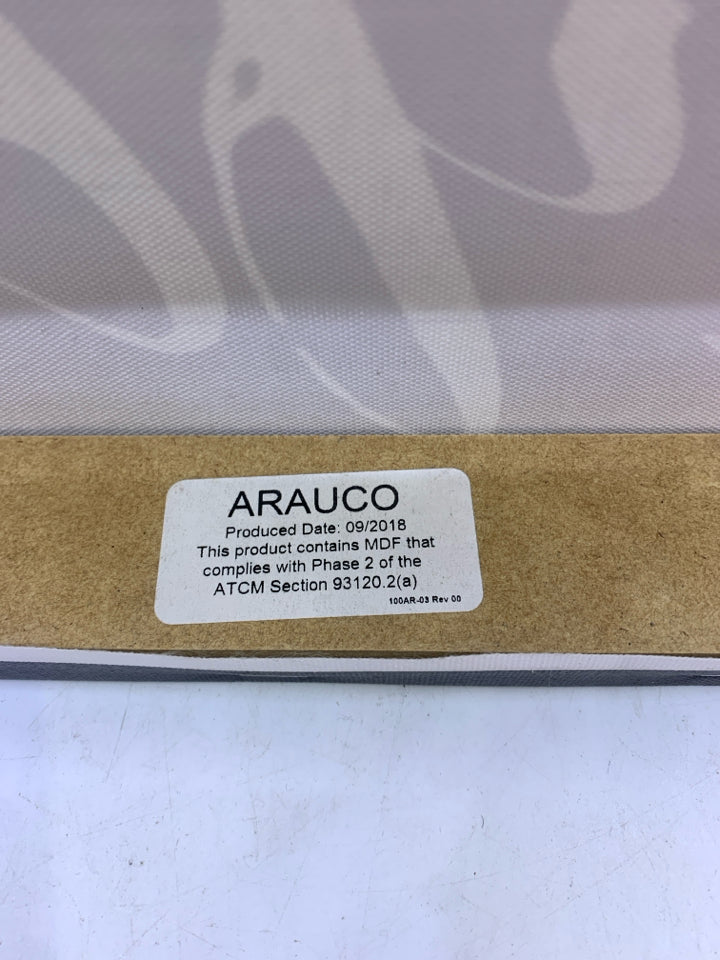 ARAUCO
Produced Date: 09/2018
This product contains MDF that
complies with Phase 2 of the
ATCM Section 93120.2(a)
100AR-03 Rev 00